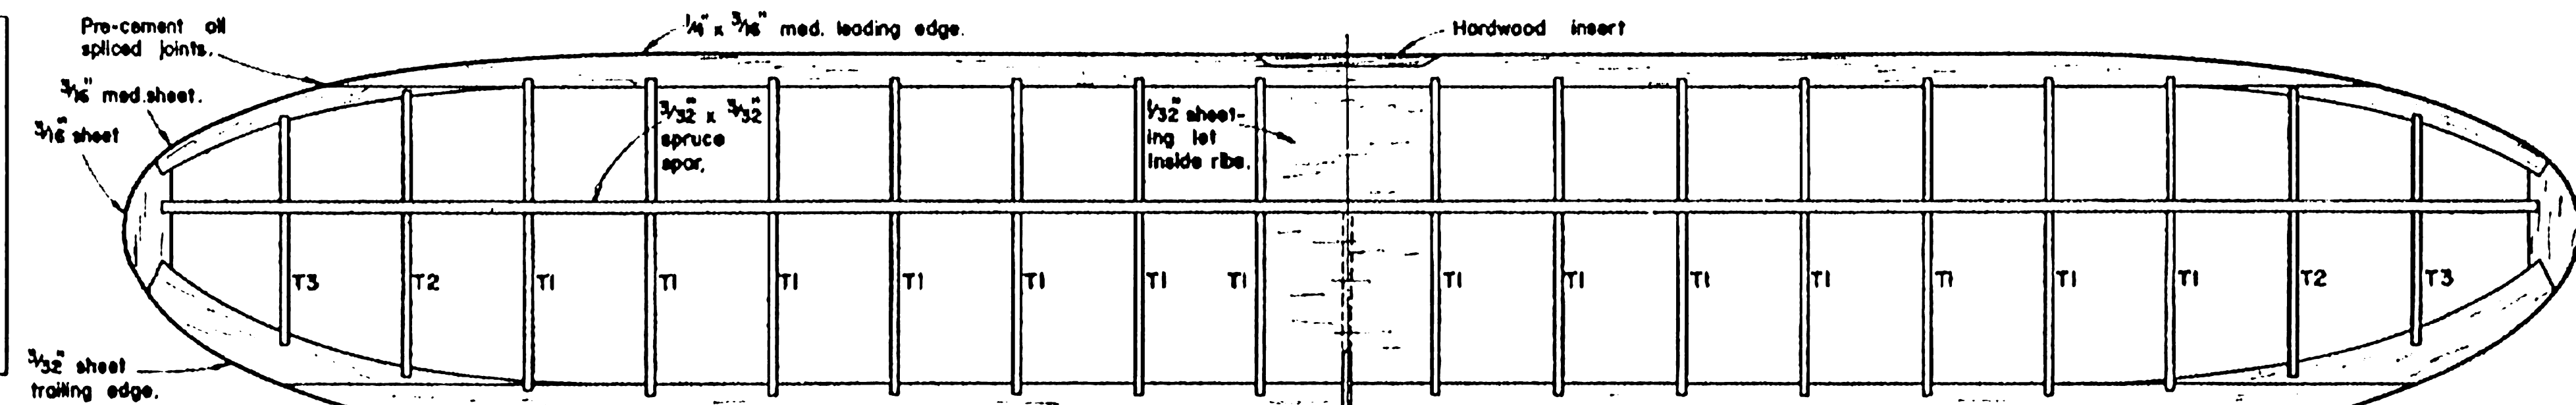 Pre-cement all
spliced joints.
3/16" med. sheet.
3/16" sheet
1/4" x 3/16" med. leading edge.
Hardwood insert
3/32" x 3/32"
spruce
spar.
1/32" sheet-
ing let
inside ribs.
T3 T2 T1 T1 T1 T1 T1 T1 T1 T1 T1 T1 T1 T1 T1 T1 T2 T3
3/32" sheet
trailing edge.